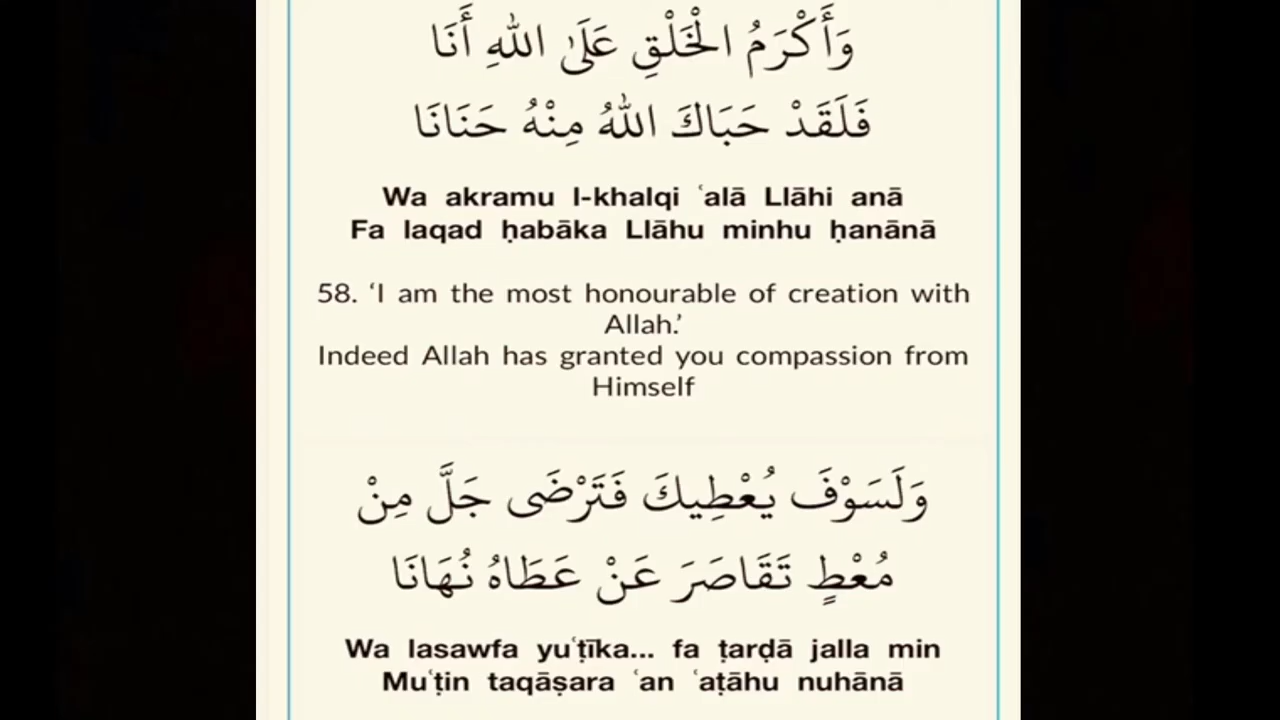 وَأَكْرَمُ الْخَلْقِ عَلَىٰ اللهِ أَنَا
فَلَقَدْ حَبَاكَ اللهُ مِنْهُ حَنَانَا
Wa akramu l-khalqi ʿalā Llāhi anā
Fa laqad ḥabāka Llāhu minhu ḥanānā
58. ‘I am the most honourable of creation with
Allah.’
Indeed Allah has granted you compassion from
Himself
وَلَسَوْفَ يُعْطِيكَ فَتَرْضَى جَلَّ مِنْ
مُعْطٍ تَقَاصَرَ عَنْ عَطَاهُ نُهَانَا
Wa lasawfa yuʿṭīka... fa ṭarḍā jalla min
Muʿṭin taqāṣara ʿan ʿaṭāhu nuhānā